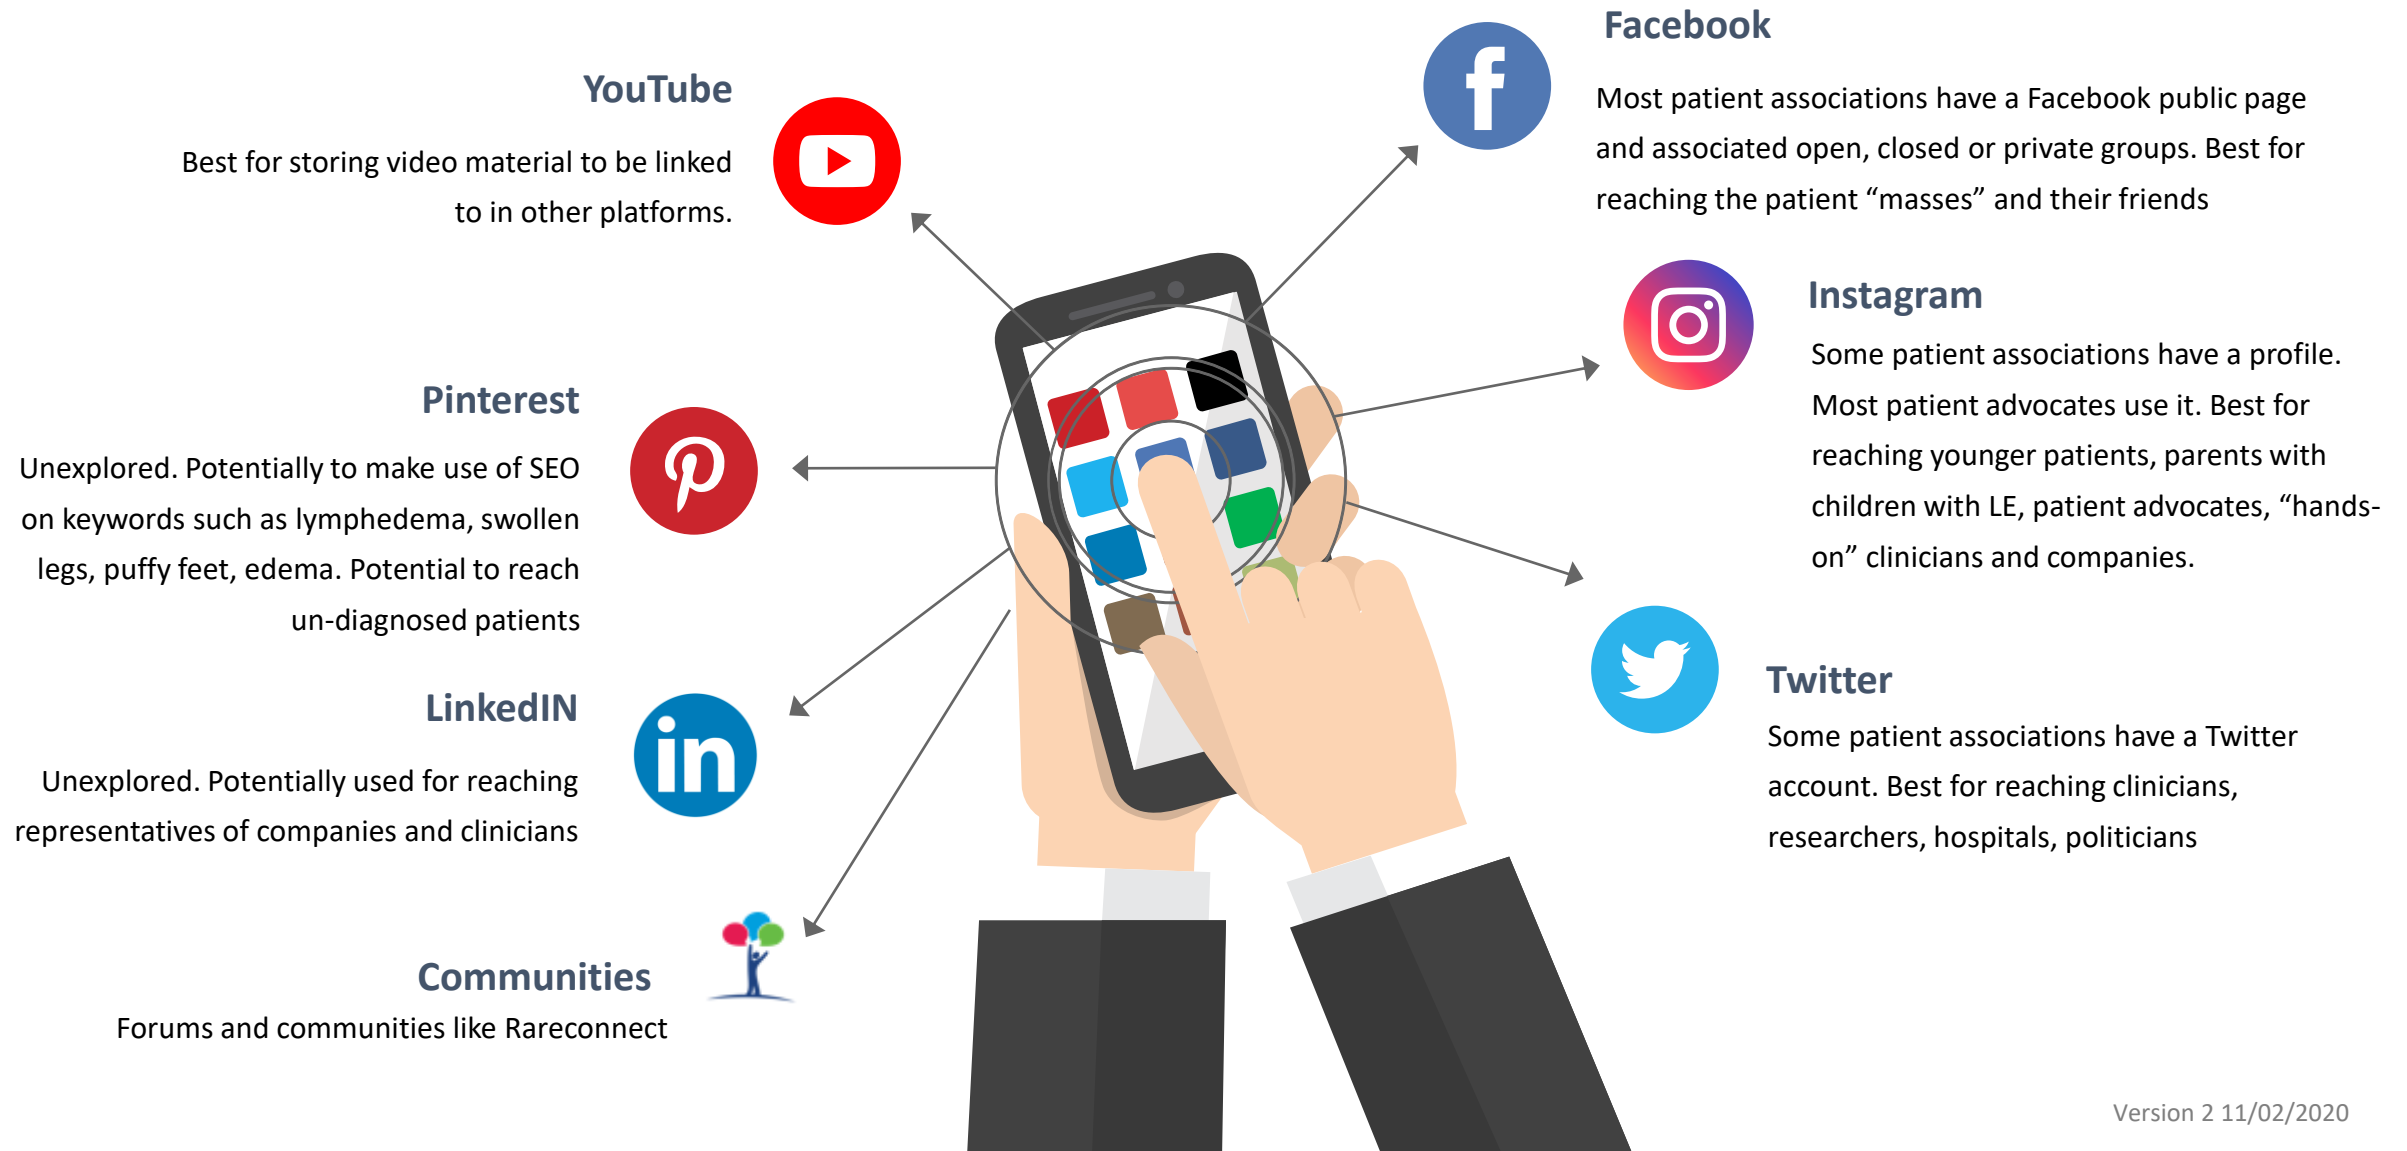 YouTube
Best for storing video material to be linked
to in other platforms.
Pinterest
Unexplored. Potentially to make use of SEO
on keywords such as lymphedema, swollen
legs, puffy feet, edema. Potential to reach
un-diagnosed patients
LinkedIN
in
Unexplored. Potentially used for reaching
representatives of companies and clinicians
Communities
Forums and communities like Rareconnect
Facebook
Most patient associations have a Facebook public page
and associated open, closed or private groups. Best for
reaching the patient “masses” and their friends
Instagram
Some patient associations have a profile.
Most patient advocates use it. Best for
reaching younger patients, parents with
children with LE, patient advocates, “hands-
on” clinicians and companies.
Twitter
Some patient associations have a Twitter
account. Best for reaching clinicians,
researchers, hospitals, politicians
Version 2 11/02/2020